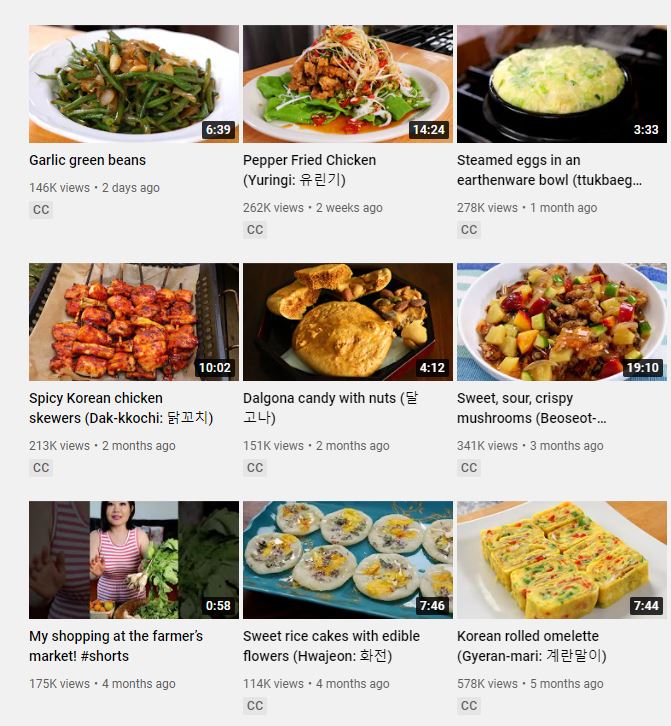 6:39
14:24
3:33
Garlic green beans
Pepper Fried Chicken
(Yuringi: 유린기)
Steamed eggs in an
earthenware bowl (ttukbaeg...
146K views • 2 days ago
262K views • 2 weeks ago
278K views • 1 month ago
CC
CC
CC
10:02
4:12
19:10
Spicy Korean chicken
skewers (Dak-kkochi: 닭꼬치)
Dalgona candy with nuts (달
고나)
Sweet, sour, crispy
mushrooms (Beoseot-...
213K views • 2 months ago
151K views • 2 months ago
341K views • 3 months ago
CC
CC
CC
0:58
7:46
7:44
My shopping at the farmer’s
market! #shorts
Sweet rice cakes with edible
flowers (Hwajeon: 화전)
Korean rolled omelette
(Gyeran-mari: 계란말이)
175K views • 4 months ago
114K views • 4 months ago
578K views • 5 months ago
CC
CC